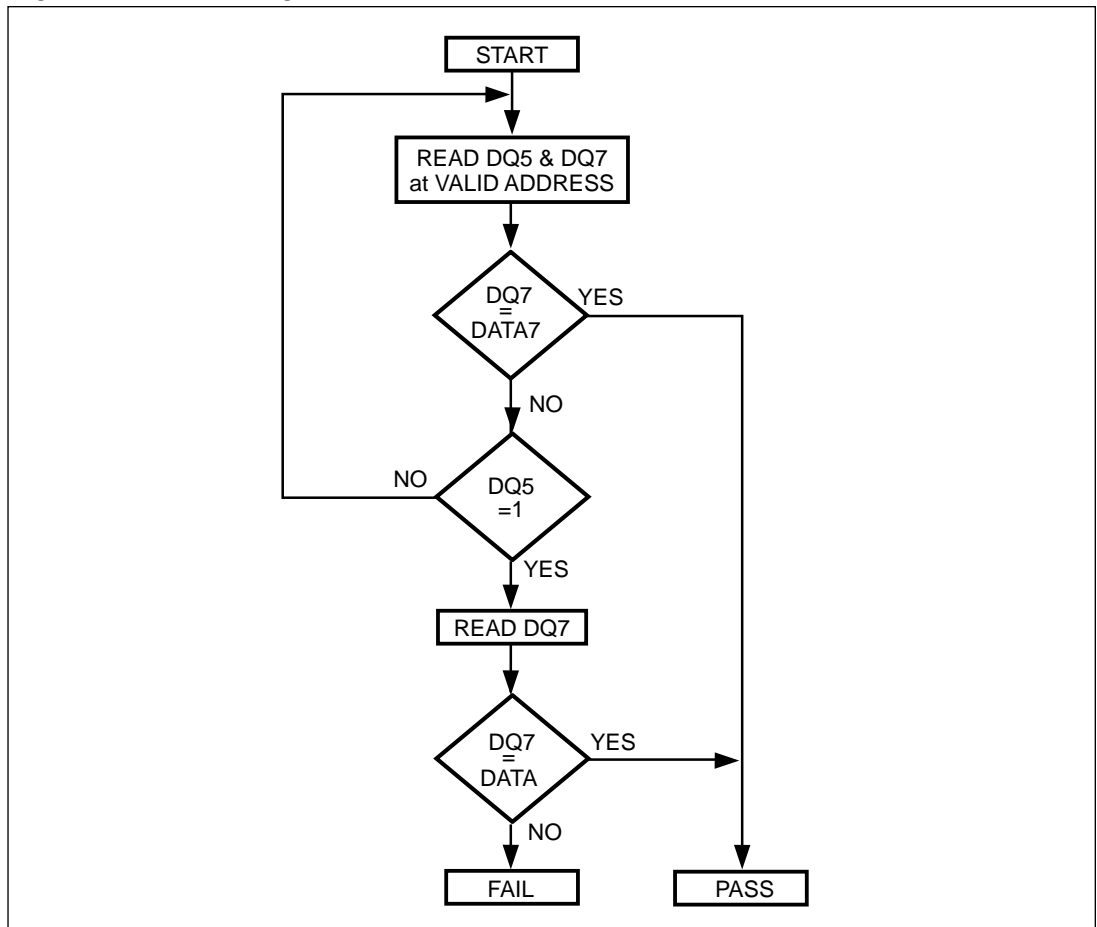 START
READ DQ5 & DQ7
at VALID ADDRESS
DQ7
=
DATA7
YES
NO
DQ5
=1
NO
YES
READ DQ7
DQ7
=
DATA
YES
NO
FAIL
PASS